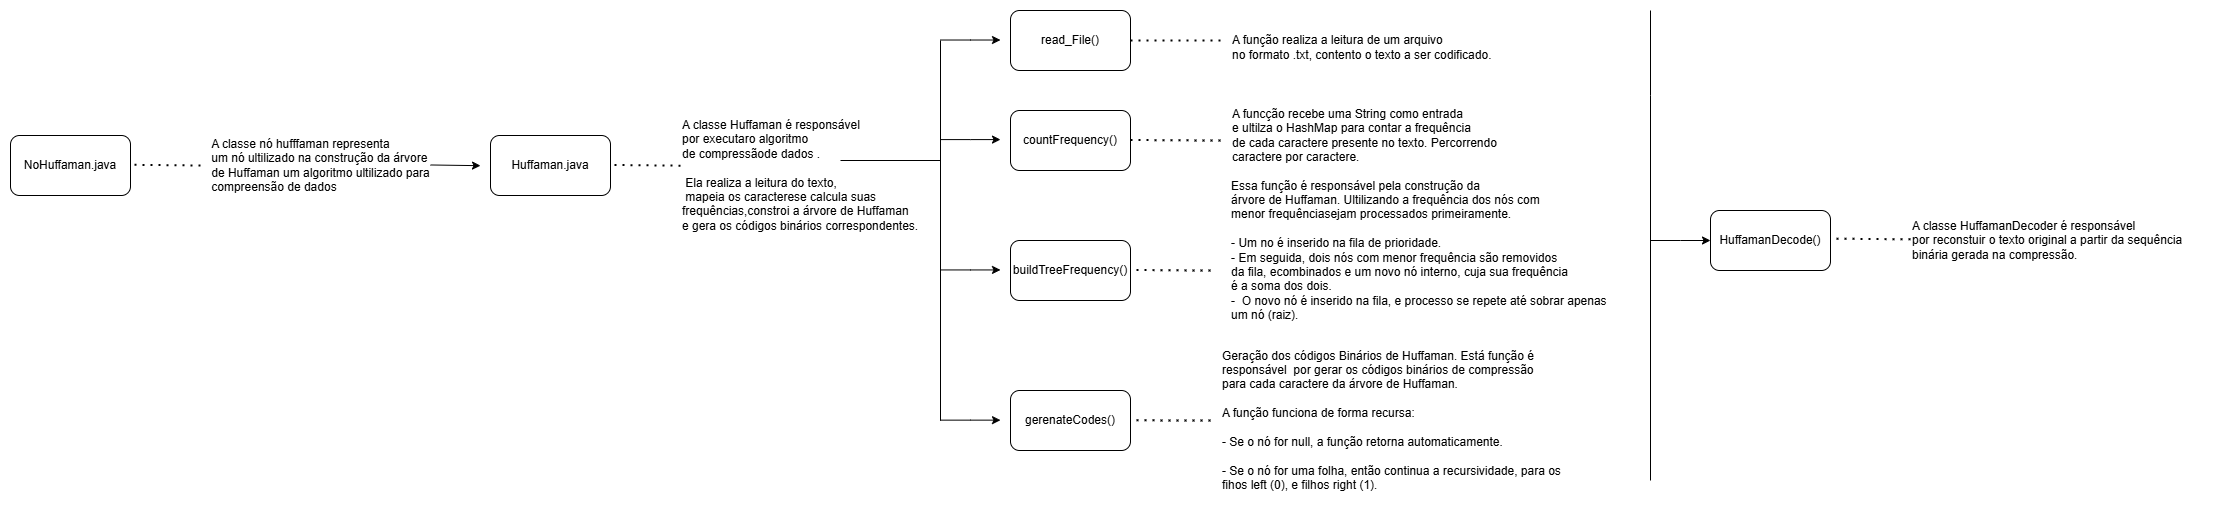 NoHuffaman.java
A classe nó hufffaman representa
um nó ultilizado na construção da árvore
de Huffaman um algoritmo ultilizado para
compreensão de dados
Huffaman.java
A classe Huffaman é responsável
por executaro algoritmo
de compressãode dados .
Ela realiza a leitura do texto,
mapeia os caracterese calcula suas
frequências,constroi a árvore de Huffaman
e gera os códigos binários correspondentes.
read_File()
A função realiza a leitura de um arquivo
no formato .txt, contento o texto a ser codificado.
countFrequency()
A funcção recebe uma String como entrada
e ultilza o HashMap para contar a frequência
de cada caractere presente no texto. Percorrendo
caractere por caractere.
buildTreeFrequency()
Essa função é responsável pela construção da
árvore de Huffaman. Ultilizando a frequência dos nós com
menor frequênciasejam processados primeiramente.
- Um no é inserido na fila de prioridade.
- Em seguida, dois nós com menor frequência são removidos
da fila, ecombinados e um novo nó interno, cuja sua frequência
é a soma dos dois.
- O novo nó é inserido na fila, e processo se repete até sobrar apenas
um nó (raiz).
gerenateCodes()
Geração dos códigos Binários de Huffaman. Está função é
responsável por gerar os códigos binários de compressão
para cada caractere da árvore de Huffaman.
A função funciona de forma recursa:
- Se o nó for null, a função retorna automaticamente.
- Se o nó for uma folha, então continua a recursividade, para os
fihos left (0), e filhos right (1).
HuffamanDecode()
A classe HuffamanDecoder é responsável
por reconstuir o texto original a partir da sequência
binária gerada na compressão.